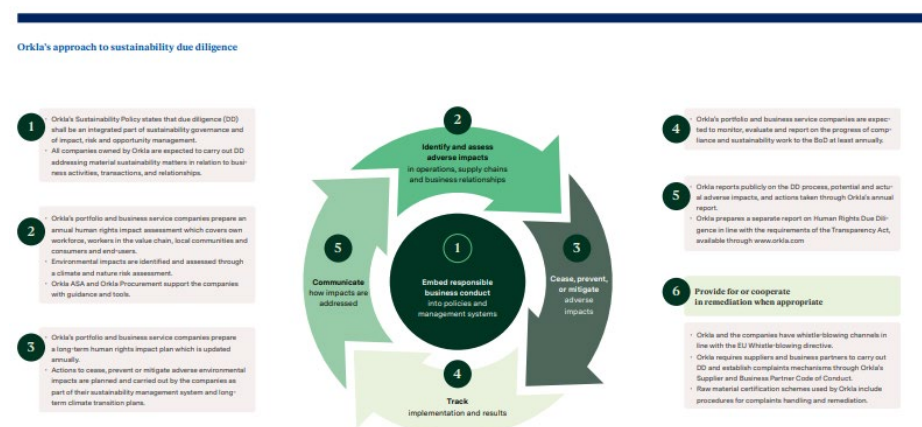 Orkla's approach to sustainability due diligence
1
· Orkla's Sustainability Policy states that due diligence (DD)
shall be an integrated part of sustainability governance and
of impact, risk and opportunity management.
· All companies owned by Orkla are expected to carry out DD
addressing material sustainability matters in relation to busi-
ness activities, transactions, and relationships.
2
· Orkla's portfolio and business service companies prepare an
annual human rights impact assessment which covers own
workforce, workers in the value chain, local communities and
consumers and end-users.
· Environmental impacts are identified and assessed through
a climate and nature risk assessment.
· Orkla ASA and Orkla Procurement support the companies
with guidance and tools.
3
· Orkla's portfolio and business service companies prepare
a long-term human rights impact plan which is updated
annually.
· Actions to cease, prevent or mitigate adverse environmental
impacts are planned and carried out by the companies as
part of their sustainability management system and long-
term climate transition plans.
2
Identify and assess
adverse impacts
in operations, supply chains
and business relationships
5
Communicate
how impacts are
addressed
1
Embed responsible
business conduct
into policies and
management systems
3
Cease, prevent,
or mitigate
adverse
impacts
4
Track
implementation and results
4
· Orkla's portfolio and business service companies are expec-
ted to monitor, evaluate and report on the progress of comp-
liance and sustainability work to the BoD at least annually.
5
· Orkla reports publicly on the DD process, potential and actu-
al adverse impacts, and actions taken through Orkla's annual
report.
· Orkla prepares a separate report on Human Rights Due Dili-
gence in line with the requirements of the Transparency Act,
available through www.orkla.com
6
Provide for or cooperate
in remediation when appropriate
· Orkla and the companies have whistle-blowing channels in
line with the EU Whistle-blowing directive.
· Orkla requires suppliers and business partners to carry out
DD and establish complaints mechanisms through Orkla's
Supplier and Business Partner Code of Conduct.
· Raw material certification schemes used by Orkla include
procedures for complaints handling and remediation.